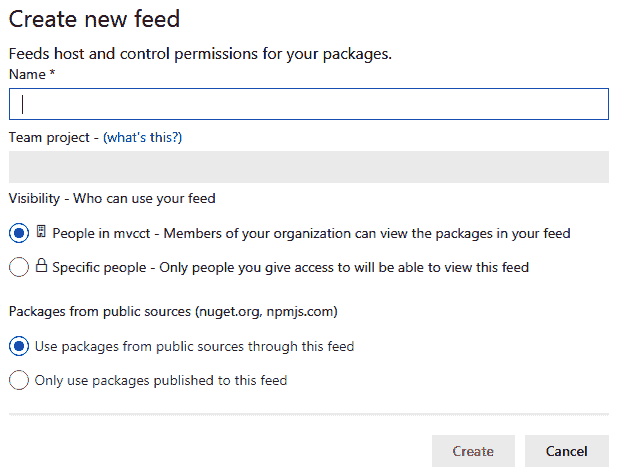 Create new feed
Feeds host and control permissions for your packages.
Name *
Team project - (what's this?)
Visibility - Who can use your feed
People in mvcct - Members of your organization can view the packages in your feed
Specific people - Only people you give access to will be able to view this feed
Packages from public sources (nuget.org, npmjs.com)
Use packages from public sources through this feed
Only use packages published to this feed
Create Cancel